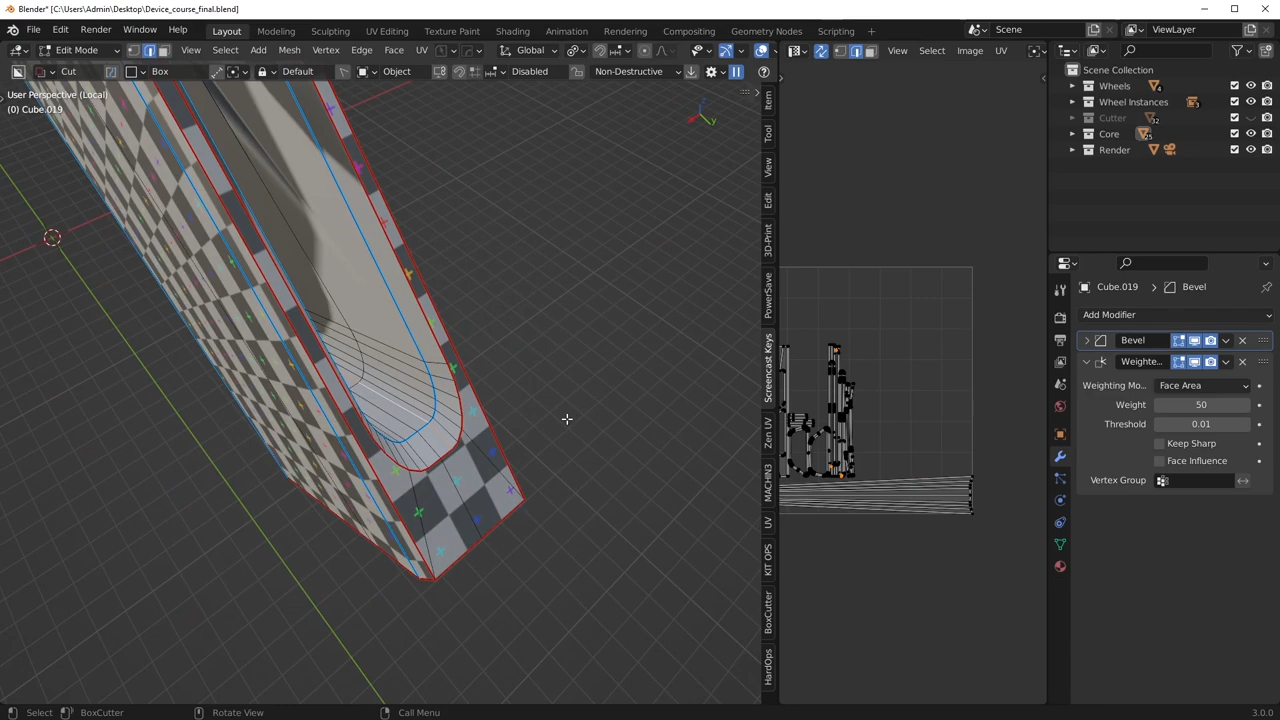 Blender* [C:\Users\Admin\Desktop\Device_course_final.blend]
File Edit Render Window Help Layout Modeling Sculpting UV Editing Texture Paint Shading Animation Rendering Compositing Geometry Nodes Scripting + Scene ViewLayer
Edit Mode View Select Add Mesh Vertex Edge Face UV Global View Select Image UV
Cut Box Default Object Disabled Non-Destructive
User Perspective (Local)
(0) Cube.019
Z
Y
Item
Tool
View
Edit
3D-Print
PowerSave
Screencast Keys
Zen UV
MACHIN3
UV
KIT OPS
BoxCutter
HardOps
Scene Collection
Wheels 4
Wheel Instances 3
Cutter 32
Core 25
Render
Cube.019 > Bevel
Add Modifier
Bevel
Weighte...
Weighting Mo... Face Area
Weight 50
Threshold 0.01
Keep Sharp
Face Influence
Vertex Group
Select BoxCutter Rotate View Call Menu 3.0.0